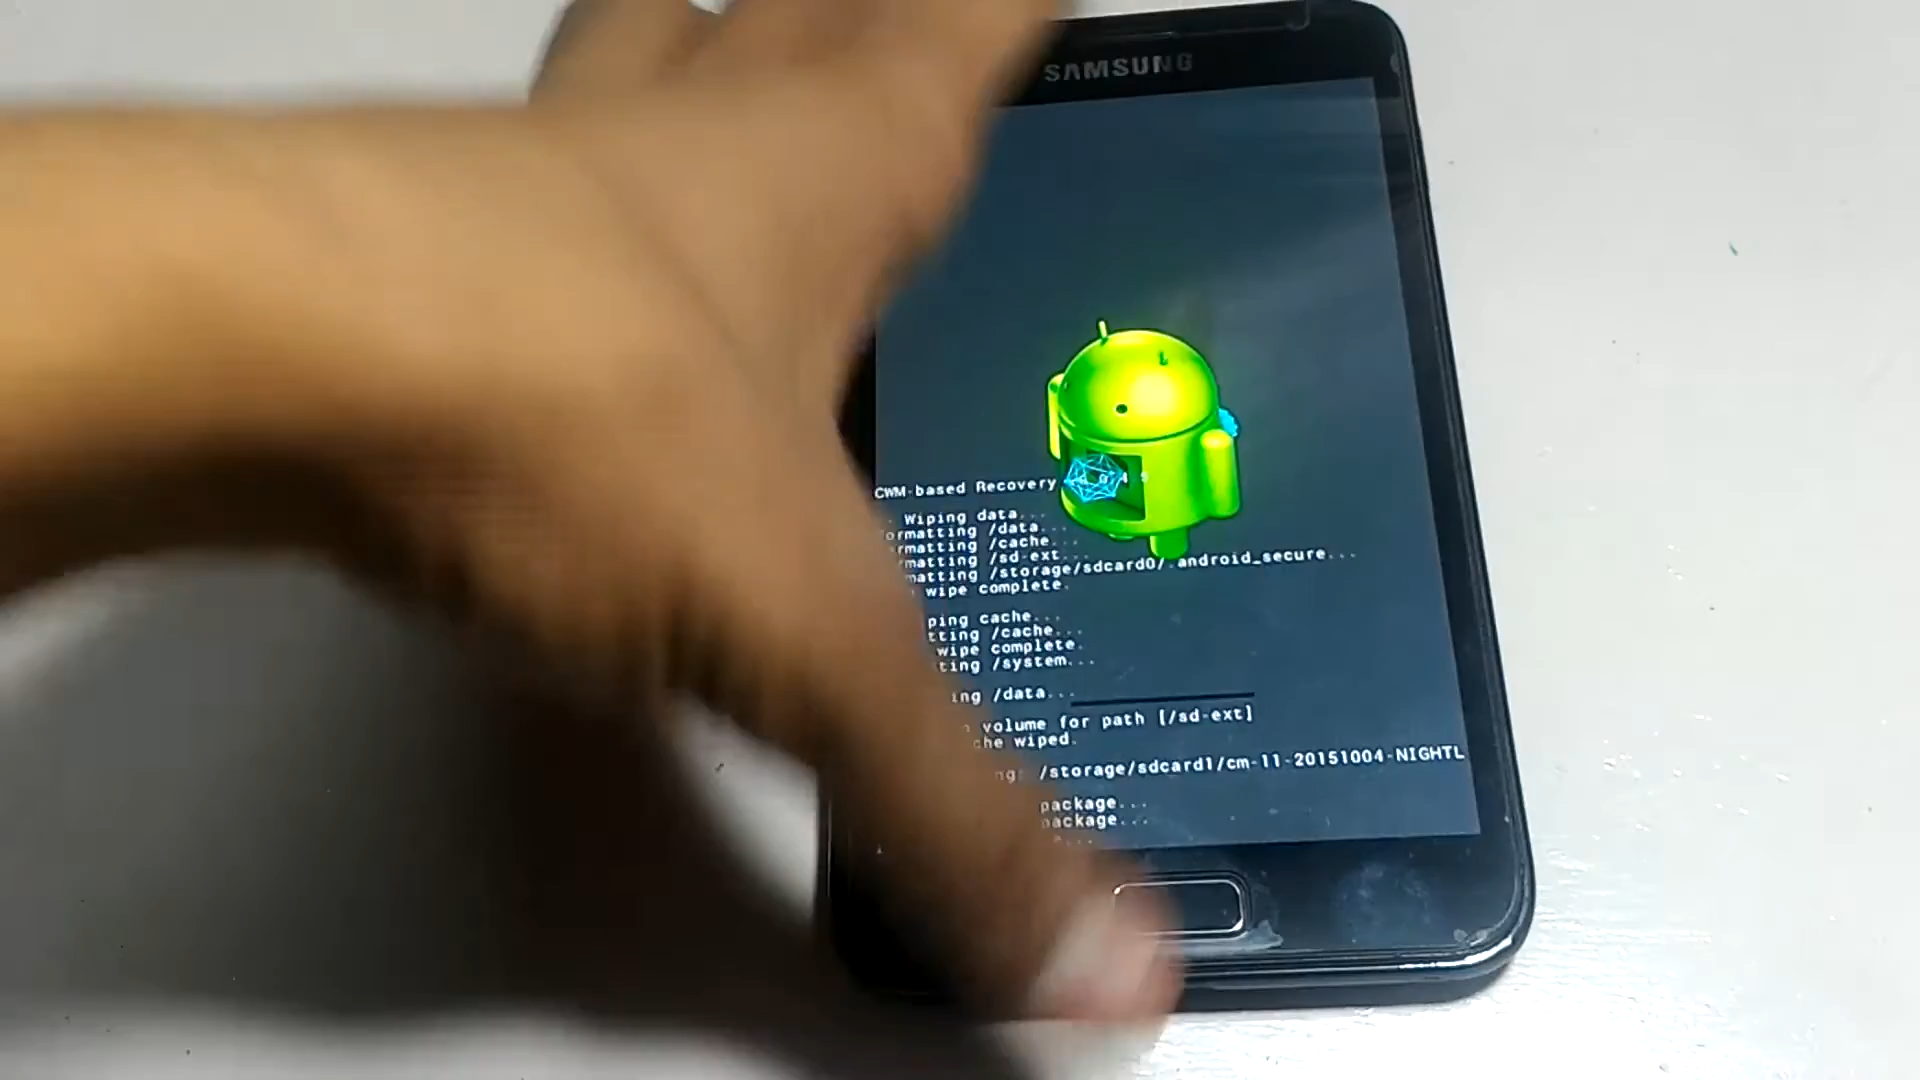 SAMSUNG
CWM-based Recovery
Wiping data...
ormatting /data...
rmatting /cache...
matting /sd-ext...
matting /storage/sdcard0/.android_secure...
wipe complete.
ping cache...
tting /cache...
wipe complete.
ting /system...
ing /data...
volume for path [/sd-ext]
che wiped.
ng: /storage/sdcard1/cm-11-20151004-NIGHTL
package...
package...